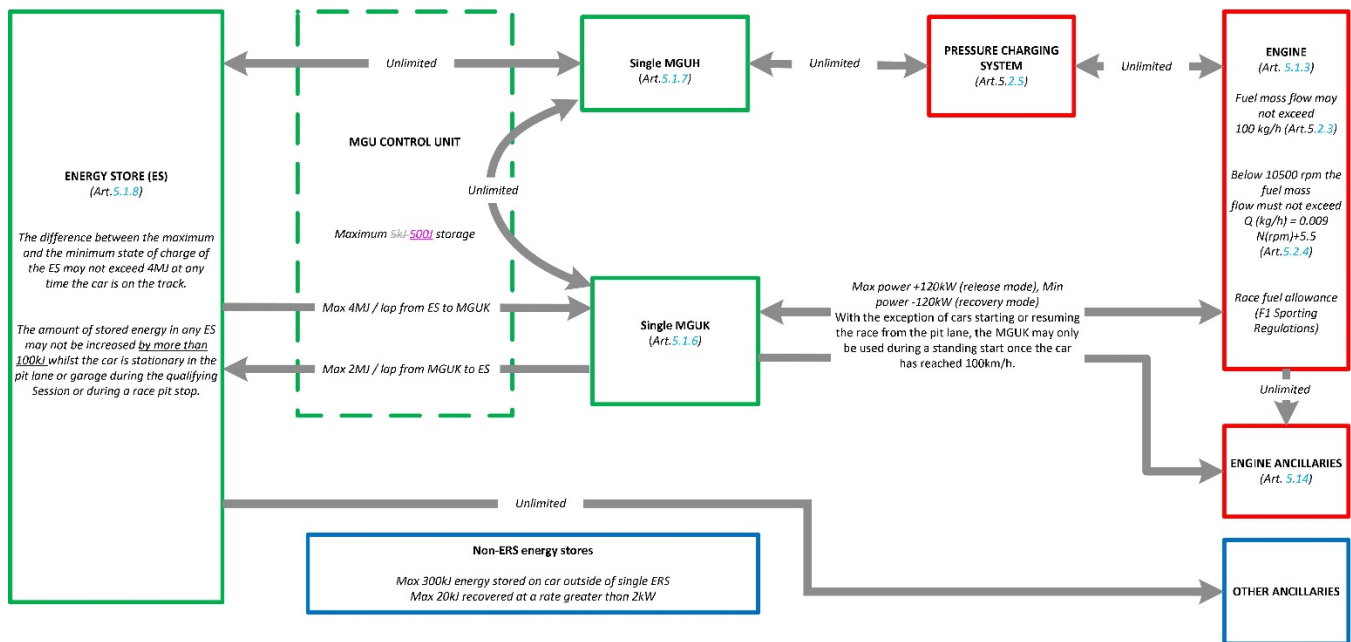 ENERGY STORE (ES)
(Art.5.1.8)
The difference between the maximum
and the minimum state of charge of
the ES may not exceed 4MJ at any
time the car is on the track.
The amount of stored energy in any ES
may not be increased by more than
100kJ whilst the car is stationary in the
pit lane or garage during the qualifying
Session or during a race pit stop.
Unlimited
MGU CONTROL UNIT
Unlimited
Maximum 5kJ 500J storage
Max 4MJ / lap from ES to MGUK
Max 2MJ / lap from MGUK to ES
Single MGUH
(Art.5.1.7)
Unlimited
PRESSURE CHARGING
SYSTEM
(Art.5.2.5)
Unlimited
ENGINE
(Art. 5.1.3)
Fuel mass flow may
not exceed
100 kg/h (Art.5.2.3)
Below 10500 rpm the
fuel mass
flow must not exceed
Q (kg/h) = 0.009
N(rpm)+5.5
(Art.5.2.4)
Race fuel allowance
(F1 Sporting
Regulations)
Single MGUK
(Art.5.1.6)
Max power +120kW (release mode), Min
power -120kW (recovery mode)
With the exception of cars starting or resuming
the race from the pit lane, the MGUK may only
be used during a standing start once the car
has reached 100km/h.
Unlimited
ENGINE ANCILLARIES
(Art. 5.14)
Unlimited
Non-ERS energy stores
Max 300kJ energy stored on car outside of single ERS
Max 20kJ recovered at a rate greater than 2kW
OTHER ANCILLARIES